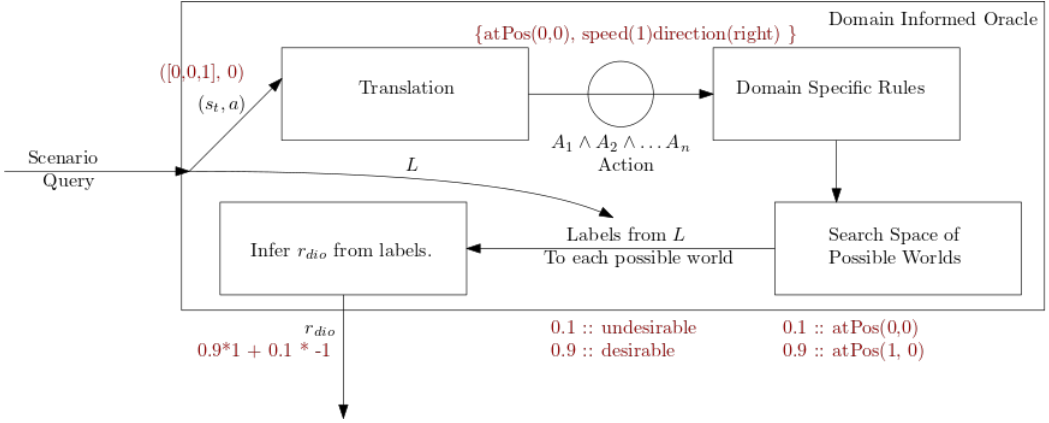 Domain Informed Oracle
{atPos(0,0), speed(1)direction(right) }
([0,0,1], 0)
(s_t, a)
Translation
Domain Specific Rules
A_1 ∧ A_2 ∧ ... A_n
Action
Scenario
Query
L
Infer r_dio from labels.
Labels from L
To each possible world
Search Space of
Possible Worlds
r_dio
0.9*1 + 0.1 * -1
0.1 :: undesirable
0.9 :: desirable
0.1 :: atPos(0,0)
0.9 :: atPos(1, 0)